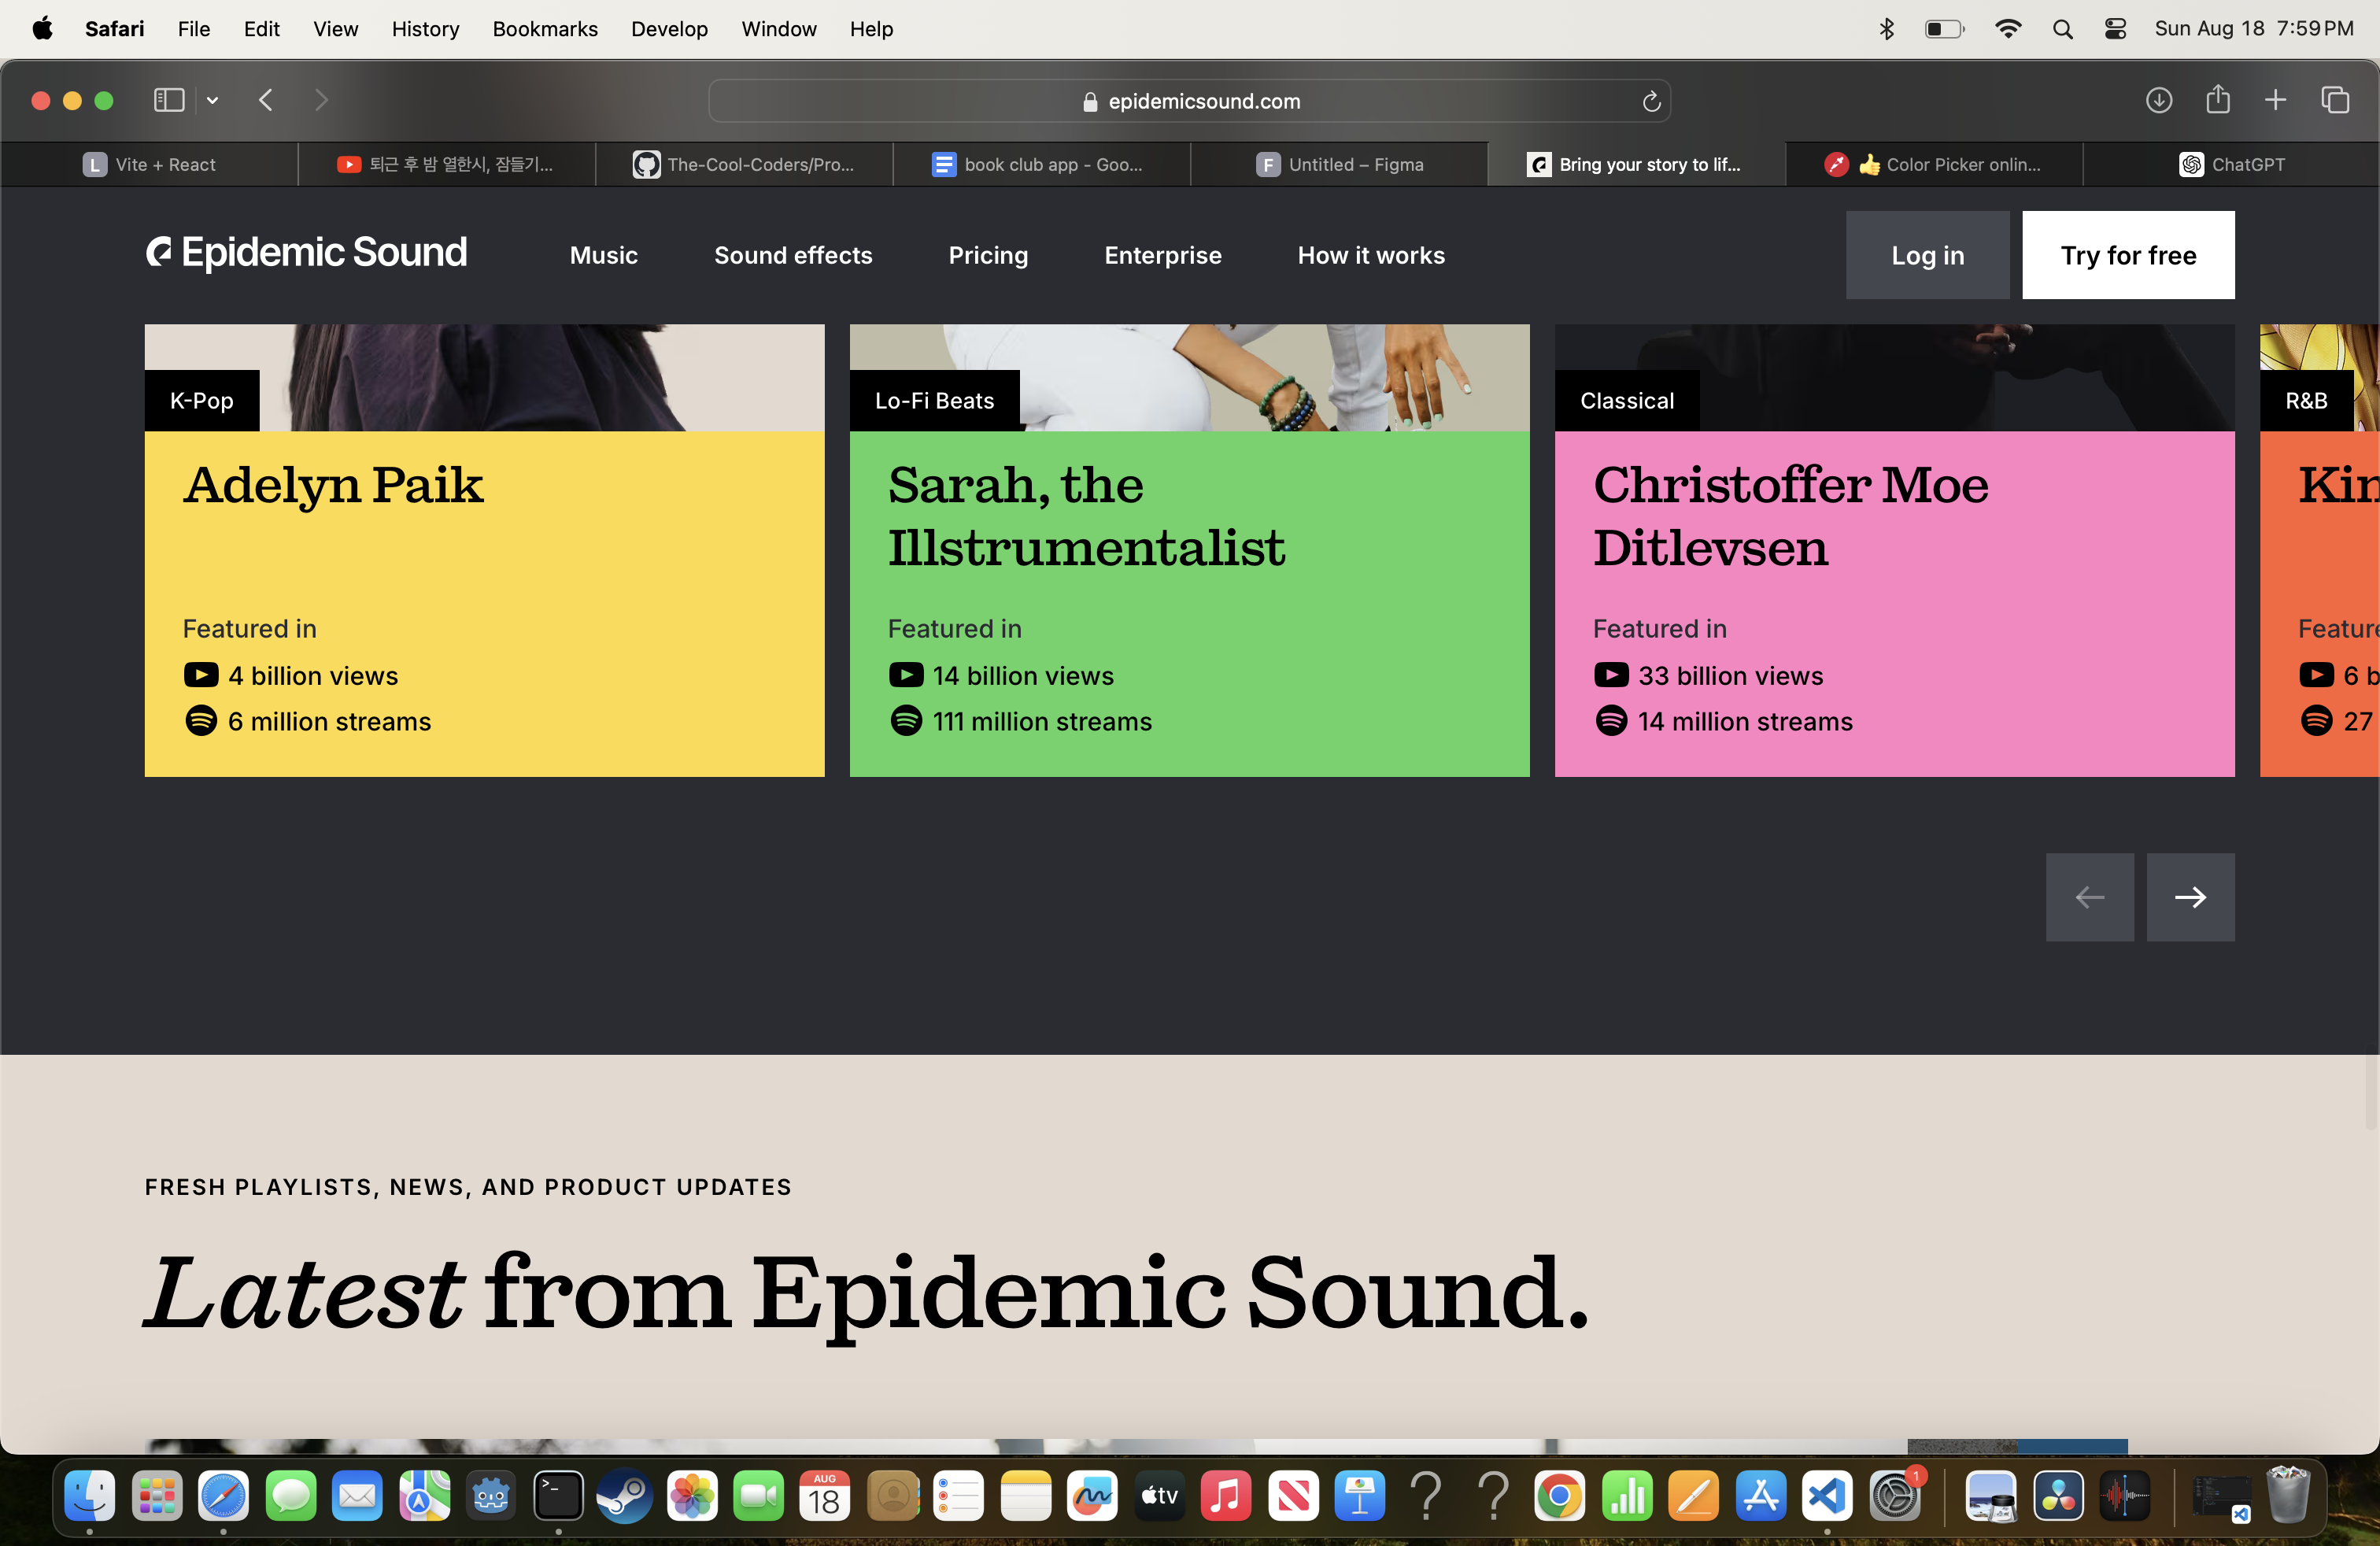 Safari File Edit View History Bookmarks Develop Window Help Sun Aug 18 7:59 PM
epidemicsound.com
L Vite + React 퇴근 후 밤 열한시, 잠들기... The-Cool-Coders/Pro... book club app - Goo... F Untitled – Figma Bring your story to lif... 👍 Color Picker onlin... ChatGPT
Epidemic Sound Music Sound effects Pricing Enterprise How it works Log in Try for free
K-Pop
Adelyn Paik
Featured in
4 billion views
6 million streams
Lo-Fi Beats
Sarah, the
Illstrumentalist
Featured in
14 billion views
111 million streams
Classical
Christoffer Moe
Ditlevsen
Featured in
33 billion views
14 million streams
R&B
Kin
Feature
6 b
27
FRESH PLAYLISTS, NEWS, AND PRODUCT UPDATES
Latest from Epidemic Sound.
AUG
18
tv
1